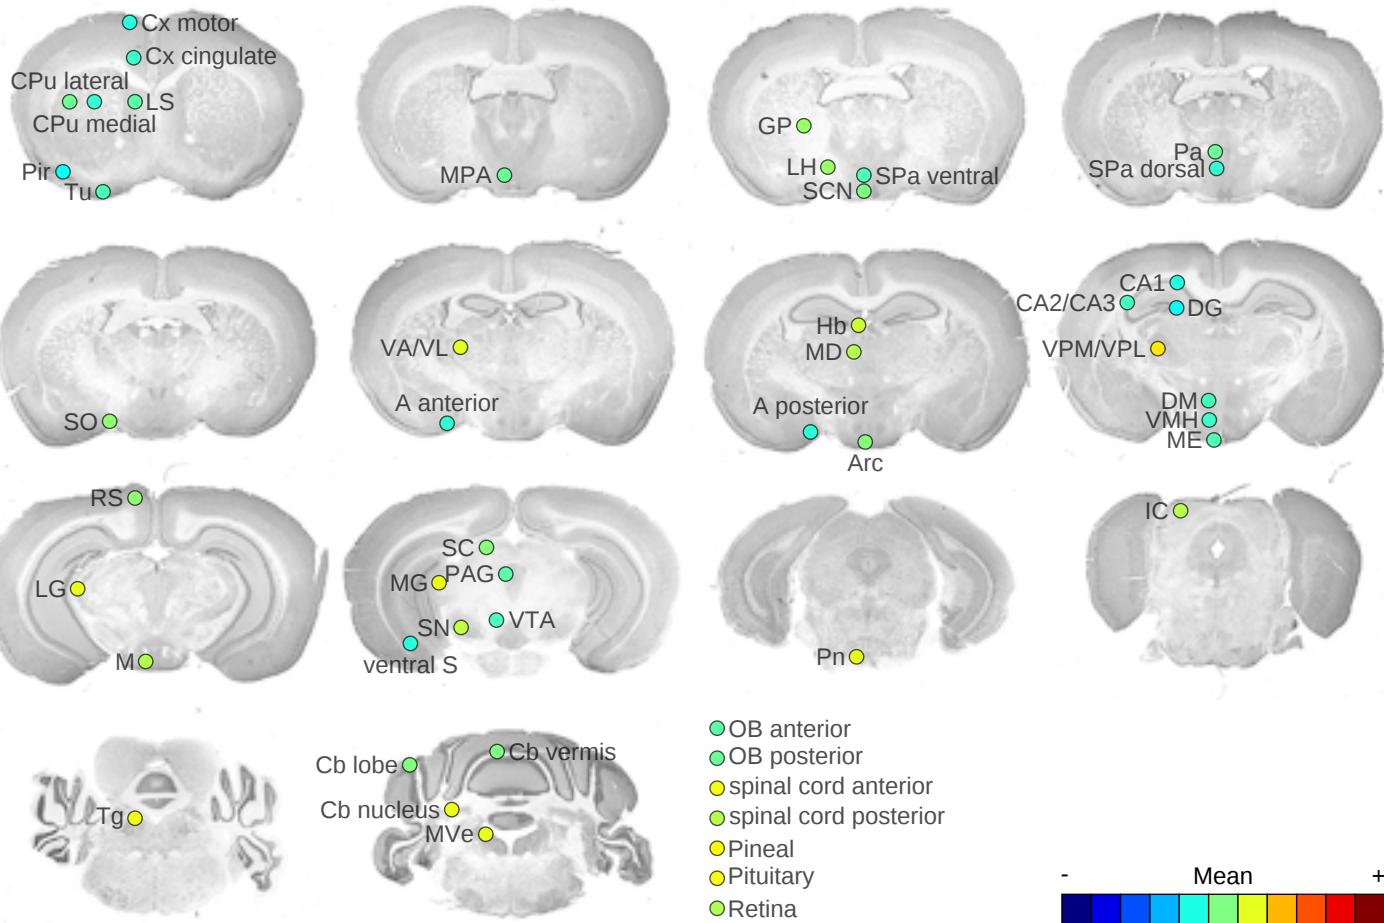 Cx motor
Cx cingulate
CPu lateral
LS
CPu medial
Pir
Tu
MPA
GP
LH
SPa ventral
SCN
Pa
SPa dorsal
SO
VA/VL
A anterior
Hb
MD
A posterior
Arc
CA1
CA2/CA3
DG
VPM/VPL
DM
VMH
ME
RS
LG
M
SC
MG
PAG
SN
VTA
ventral S
Pn
IC
Tg
Cb lobe
Cb vermis
Cb nucleus
MVe
OB anterior
OB posterior
spinal cord anterior
spinal cord posterior
Pineal
Pituitary
Retina
- Mean +